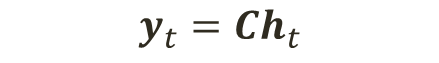 y_t = Ch_t